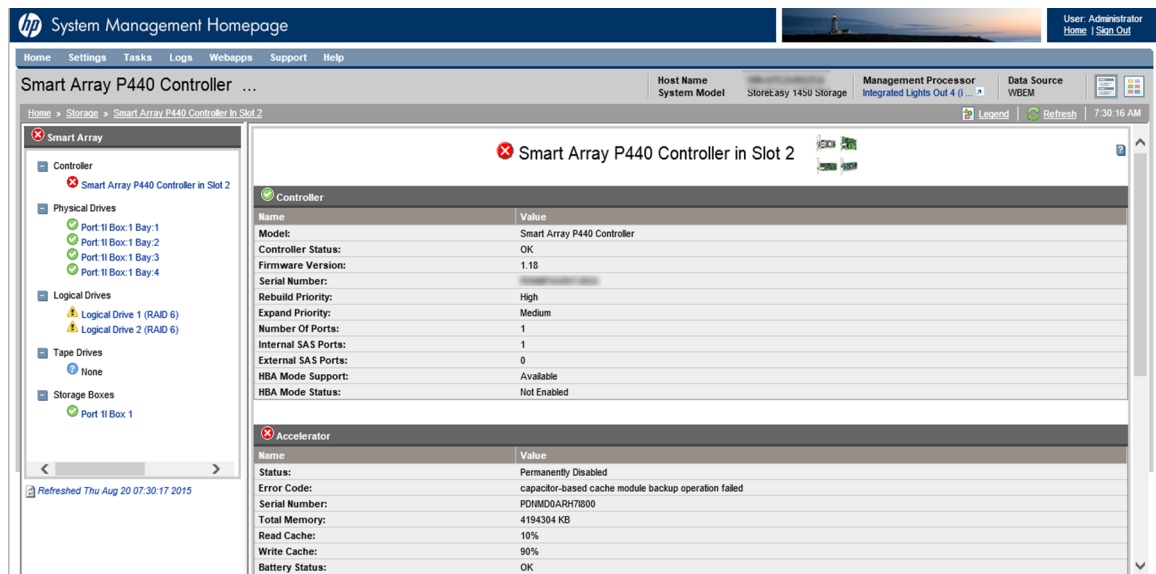 hp System Management Homepage
User: Administrator
Home | Sign Out
Home Settings Tasks Logs Webapps Support Help
Smart Array P440 Controller ...
Host Name
System Model StoreEasy 1450 Storage
Management Processor
Integrated Lights Out 4 (i ...
Data Source
WBEM
Home » Storage » Smart Array P440 Controller In Slot 2
Legend Refresh 7:30:16 AM
Smart Array
Controller
Smart Array P440 Controller in Slot 2
Physical Drives
Port:1I Box:1 Bay:1
Port:1I Box:1 Bay:2
Port:1I Box:1 Bay:3
Port:1I Box:1 Bay:4
Logical Drives
Logical Drive 1 (RAID 6)
Logical Drive 2 (RAID 6)
Tape Drives
None
Storage Boxes
Port 1I Box 1
Refreshed Thu Aug 20 07:30:17 2015
Smart Array P440 Controller in Slot 2
Controller
Name Value
Model: Smart Array P440 Controller
Controller Status: OK
Firmware Version: 1.18
Serial Number:
Rebuild Priority: High
Expand Priority: Medium
Number Of Ports: 1
Internal SAS Ports: 1
External SAS Ports: 0
HBA Mode Support: Available
HBA Mode Status: Not Enabled
Accelerator
Name Value
Status: Permanently Disabled
Error Code: capacitor-based cache module backup operation failed
Serial Number: PDNMD0ARH7I800
Total Memory: 4194304 KB
Read Cache: 10%
Write Cache: 90%
Battery Status: OK